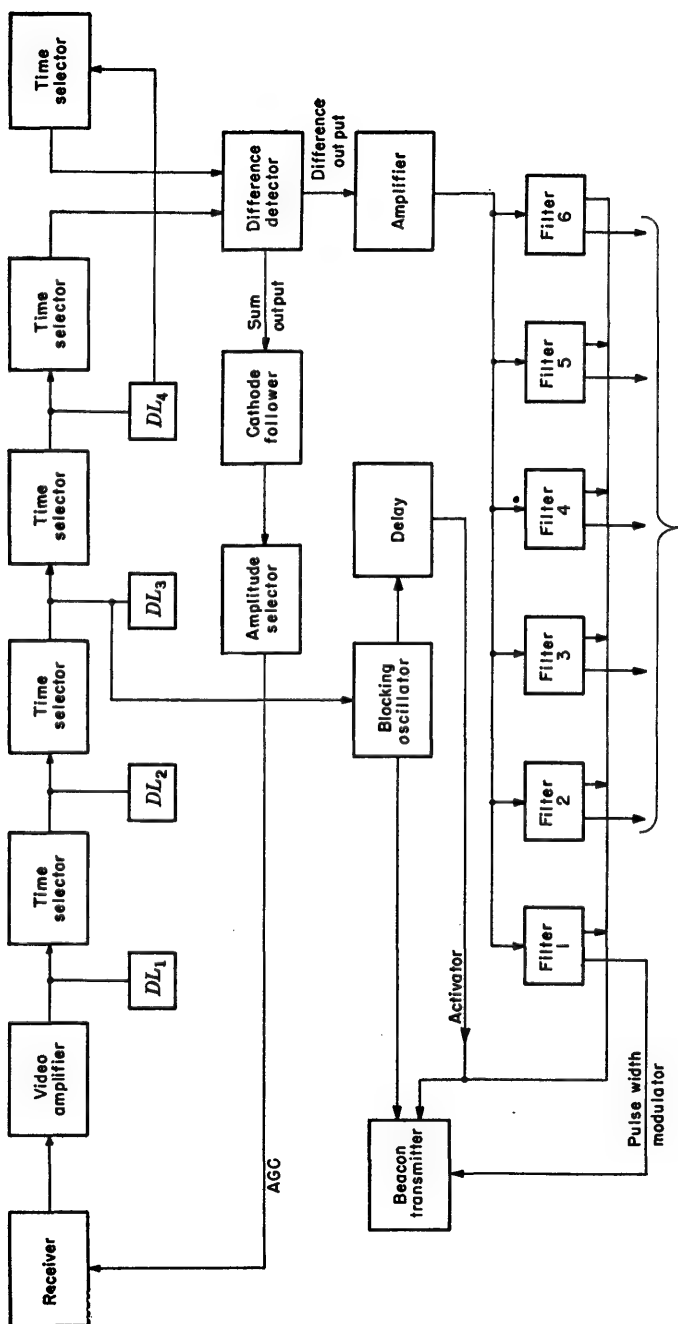 Receiver
Video
amplifier
Time
selector
Time
selector
Time
selector
Time
selector
Time
selector
DL₁
DL₂
DL₃
DL₄
AGC
Amplitude
selector
Cathode
follower
Sum
output
Difference
detector
Difference
output
Beacon
transmitter
Activator
Blocking
oscillator
Delay
Amplifier
Pulse width
modulator
Filter
1
Filter
2
Filter
3
Filter
4
Filter
5
Filter
6